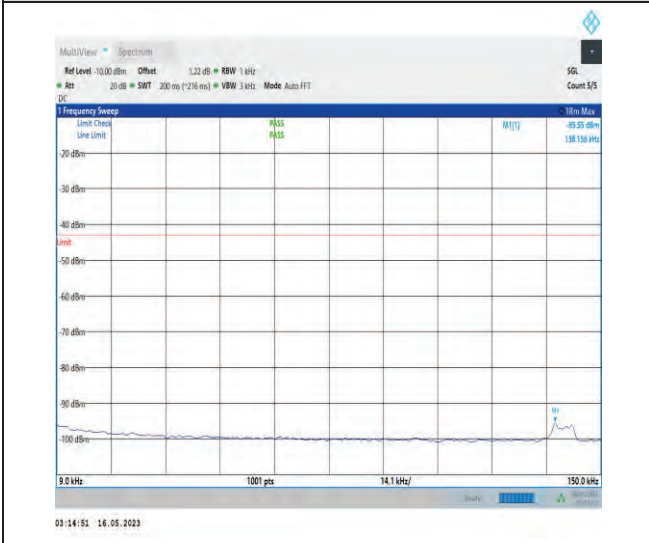 MultiView Spectrum
Ref Level -10.00 dBm Offset 1.22 dB RBW 1 kHz SGL
Att 20 dB SWT 200 ms (~216 ms) VBW 3 kHz Mode Auto FFT Count 5/5
DC
1 Frequency Sweep 1Rm Max
Limit Check PASS M1[1] -95.55 dBm
Line Limit PASS 138.156 kHz
-20 dBm
-30 dBm
-40 dBm
Limit
-50 dBm
-60 dBm
-70 dBm
-80 dBm
-90 dBm
M1
-100 dBm
9.0 kHz 1001 pts 14.1 kHz/ 150.0 kHz
Ready
03:14:51 16.05.2023